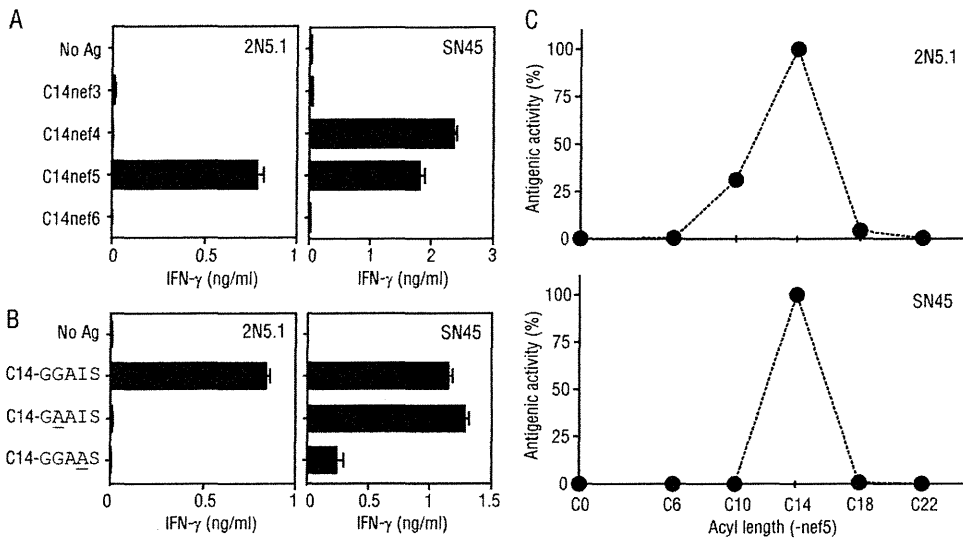 A
2N5.1
SN45
No Ag
C14nef3
C14nef4
C14nef5
C14nef6
0
0.5
1
0
1
2
3
IFN-γ (ng/ml)
IFN-γ (ng/ml)
B
2N5.1
SN45
No Ag
C14-GGAIS
C14-GAAIS
C14-GGAAS
0
0.5
1
0
0.5
1
1.5
IFN-γ (ng/ml)
IFN-γ (ng/ml)
C
2N5.1
Antigenic activity (%)
100
75
50
25
0
SN45
Antigenic activity (%)
100
75
50
25
0
C0
C6
C10
C14
C18
C22
Acyl length (-nef5)